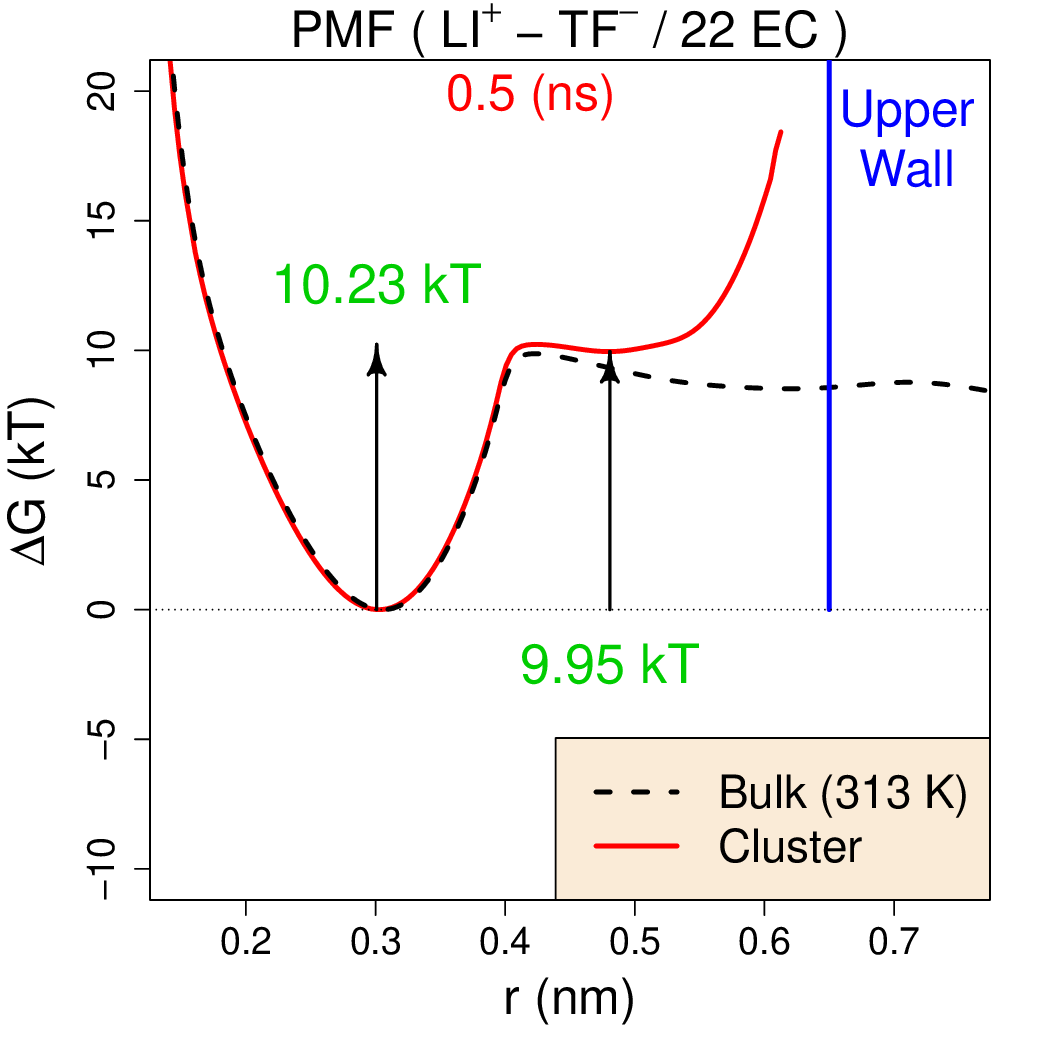 PMF ( LI⁺ − TF⁻ / 22 EC )
0.5 (ns)
Upper
Wall
10.23 kT
9.95 kT
Bulk (313 K)
Cluster
ΔG (kT)
20
15
10
5
0
−5
−10
0.2 0.3 0.4 0.5 0.6 0.7
r (nm)